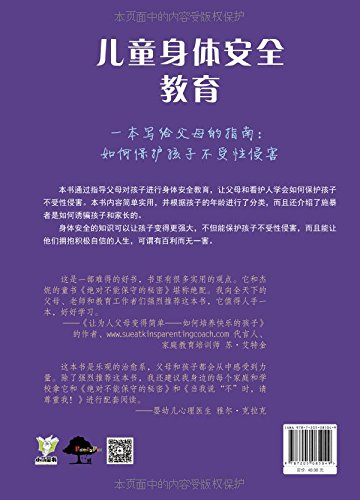 本页面中的内容受版权保护
儿童身体安全
教育
一本写给父母的指南：
如何保护孩子不受性侵害
本书通过指导父母对孩子进行身体安全教育，让父母和看护人学会如何保护孩子
不受性侵害。本书内容简单实用，并根据孩子的年龄进行了分类，而且还介绍了施暴
者是如何诱骗孩子和家长的。
身体安全的知识可以让孩子变得更强大，不但能保护孩子不受性侵害，而且能让
他们拥抱积极自信的人生，可谓有百利而无一害。
这是一部难得的好书，书里有很多实用的观点。它和杰
妮的童书《绝对不能保守的秘密》堪称绝配。我向全天下的
父母、老师和教育工作者们强烈推荐这本书，它值得人手一
本，好好学习。
——《让为人父母变得简单——如何培养快乐的孩子》
的作者、www.sueatkinsparentingcoach.com 代言人、
家庭教育培训师 苏·艾特金
这本书是乐观的治愈系，父母和孩子都会从中感受到力
量。除了强烈推荐这本书，我还建议我身边的每个家庭和学
校拿它和《绝对不能保守的秘密》和《当我说“不”时，请
尊重我！》进行配套阅读。
——婴幼儿心理医生 雅尔·克拉克
本页面中的内容受版权保护